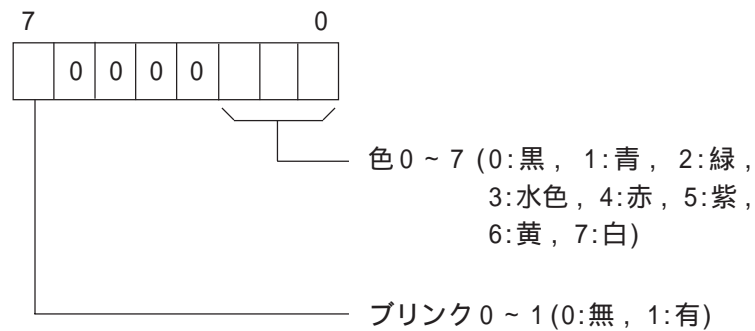 7 0
0 0 0 0
色0 ~ 7 (0:黒, 1:青, 2:緑,
3:水色, 4:赤, 5:紫,
6:黄, 7:白)
ブリンク0 ~ 1 (0:無, 1:有)